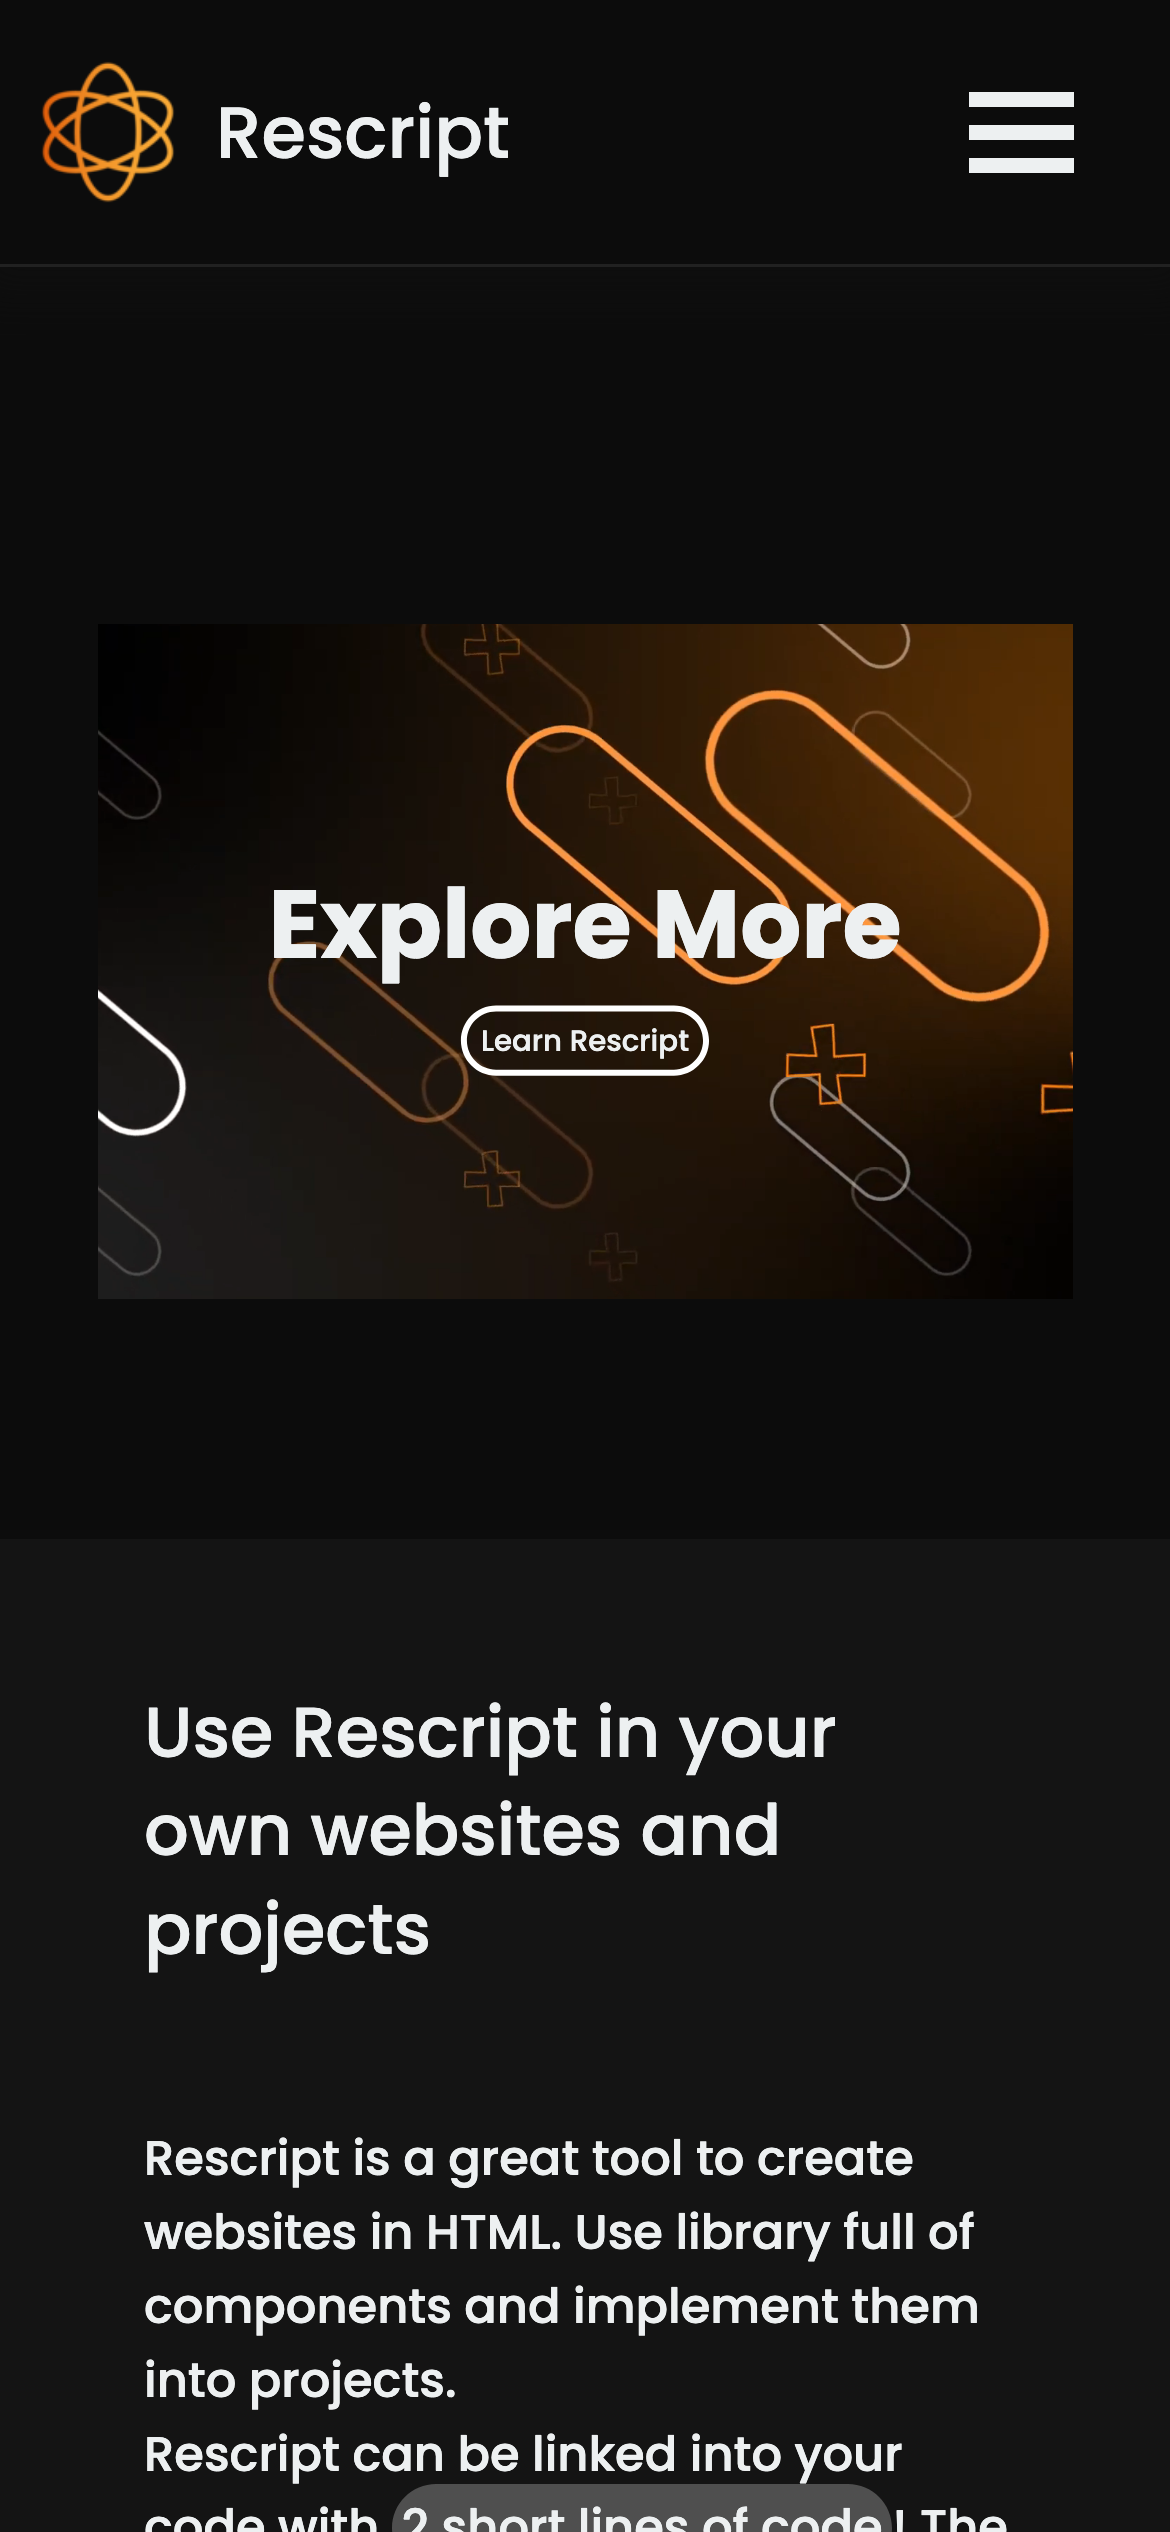 Rescript
Explore More
Learn Rescript
Use Rescript in your
own websites and
projects
Rescript is a great tool to create
websites in HTML. Use library full of
components and implement them
into projects.
Rescript can be linked into your
code with 2 short lines of code! The